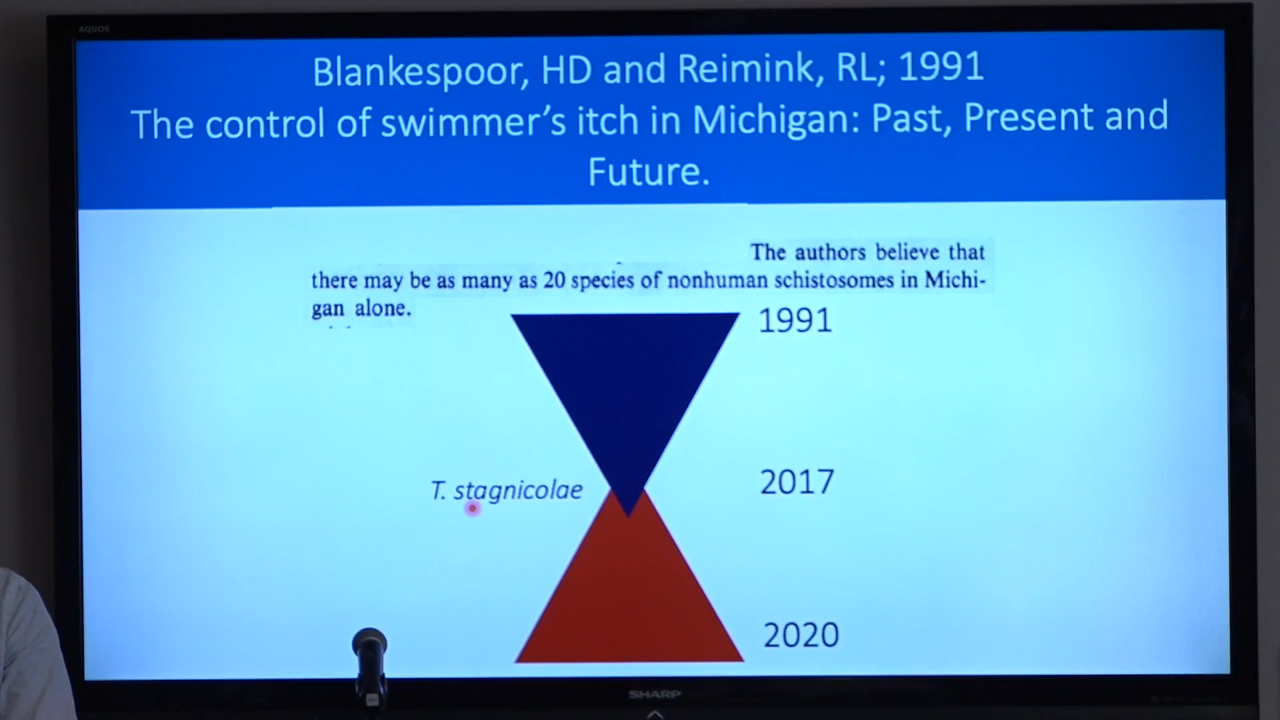 AQUOS
Blankespoor, HD and Reimink, RL; 1991
The control of swimmer's itch in Michigan: Past, Present and
Future.
The authors believe that
there may be as many as 20 species of nonhuman schistosomes in Michi-
gan alone.
1991
T. stagnicolae
2017
2020
SHARP